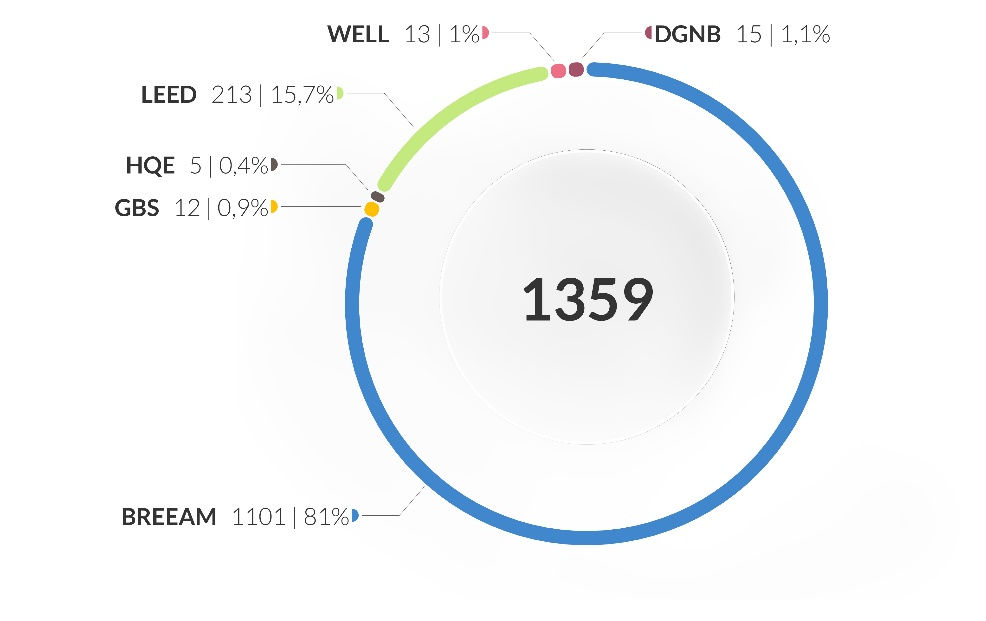 WELL 13 | 1%
DGNB 15 | 1,1%
LEED 213 | 15,7%
HQE 5 | 0,4%
GBS 12 | 0,9%
1359
BREEAM 1101 | 81%